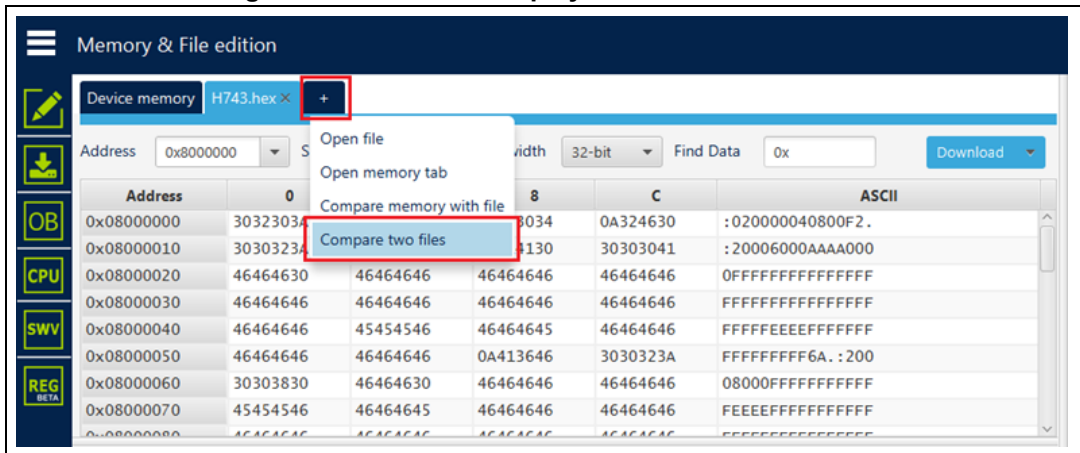 Memory & File edition
Device memory H743.hex × +
Address 0x8000000 32-bit Find Data 0x Download
Open file
Open memory tab
Compare memory with file
Compare two files
Address 0 8 C ASCII
0x08000000 3032303A 0A324630 :020000040800F2.
0x08000010 3030323A 30303041 :20006000AAAA000
0x08000020 46464630 46464646 46464646 46464646 0FFFFFFFFFFFFFFF
0x08000030 46464646 46464646 46464646 46464646 FFFFFFFFFFFFFFFF
0x08000040 46464646 45454546 46464645 46464646 FFFFFEEEEFFFFFFF
0x08000050 46464646 46464646 0A413646 3030323A FFFFFFFFF6A.:200
0x08000060 30303830 46464630 46464646 46464646 08000FFFFFFFFFFF
0x08000070 45454546 46464645 46464646 46464646 FEEEEFFFFFFFFFFF
OB
CPU
SWV
REG
BETA